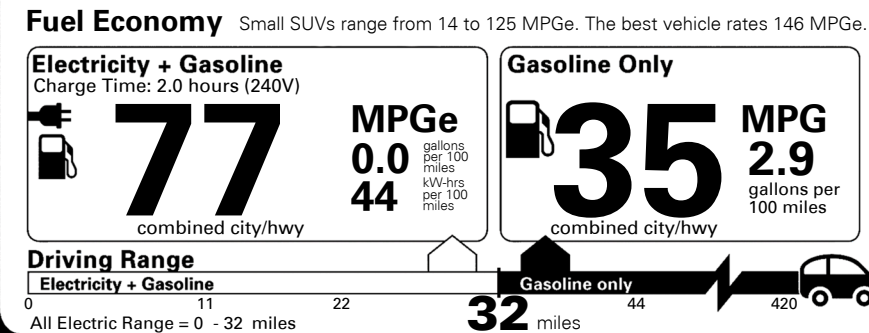 Fuel Economy Small SUVs range from 14 to 125 MPGe. The best vehicle rates 146 MPGe.
Electricity + Gasoline
Charge Time: 2.0 hours (240V)
77
MPGe
0.0 gallons per 100 miles
44 kW-hrs per 100 miles
combined city/hwy
Gasoline Only
35
MPG
2.9
gallons per
100 miles
combined city/hwy
Driving Range
Electricity + Gasoline
Gasoline only
0 11 22 32 miles 44 420
All Electric Range = 0 - 32 miles